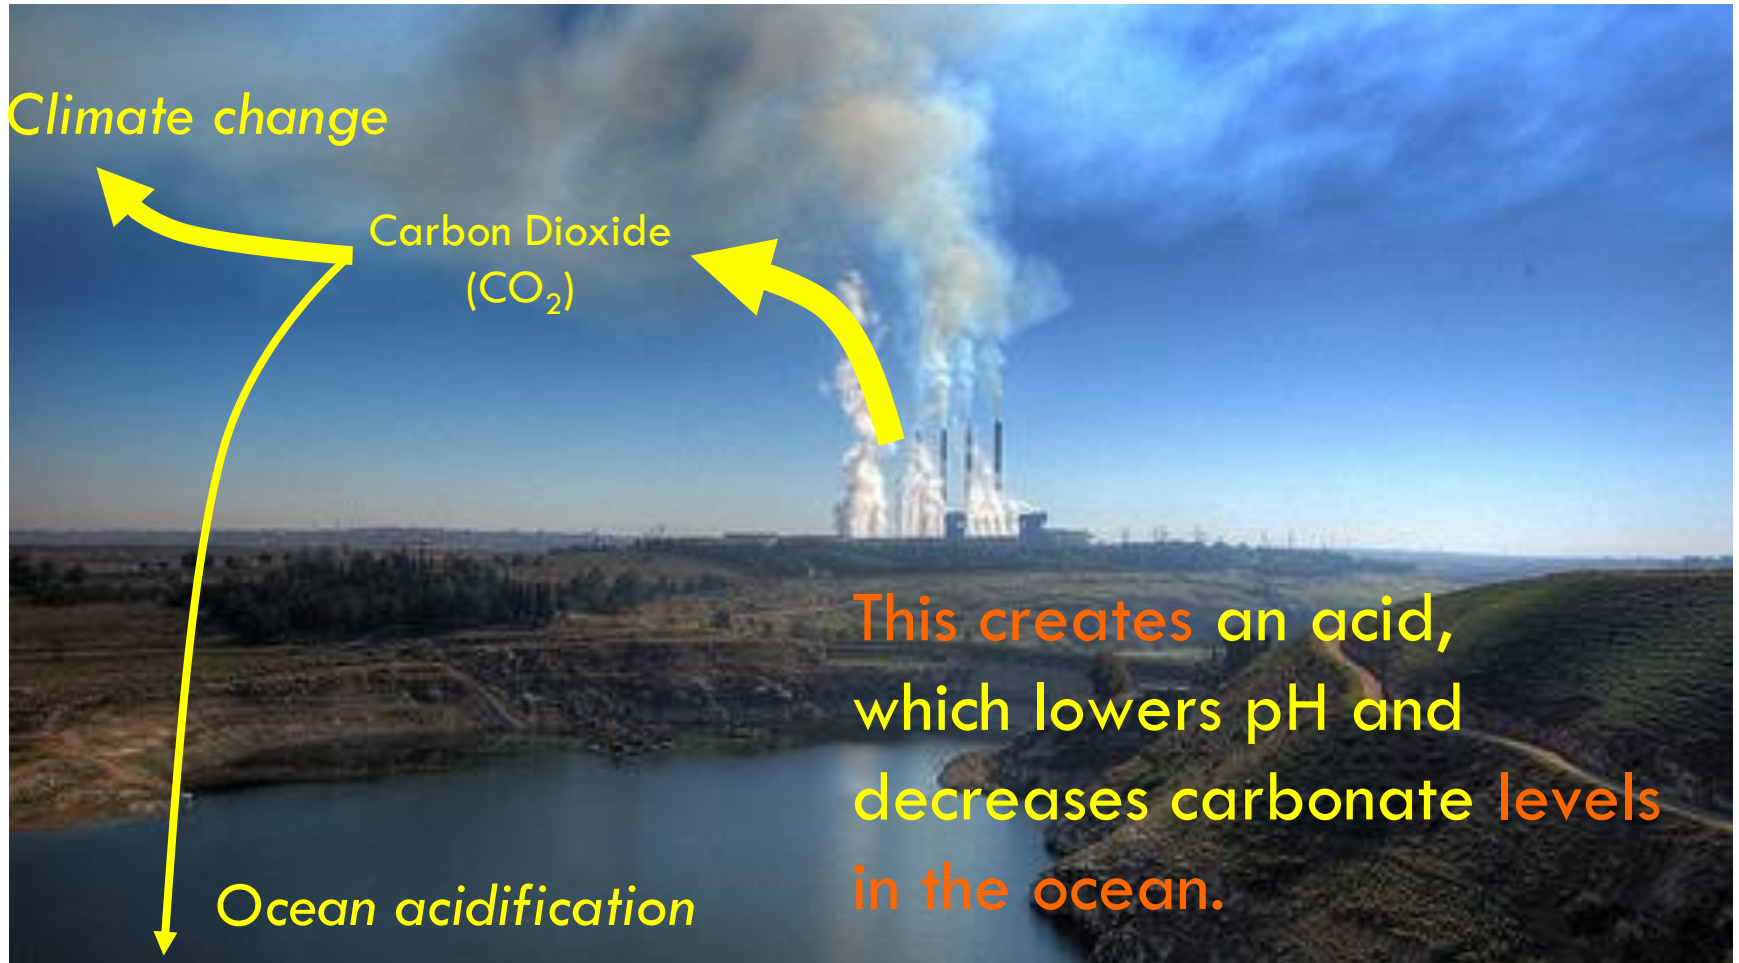 Climate change
Carbon Dioxide
(CO₂)
This creates an acid,
which lowers pH and
decreases carbonate levels
in the ocean.
Ocean acidification